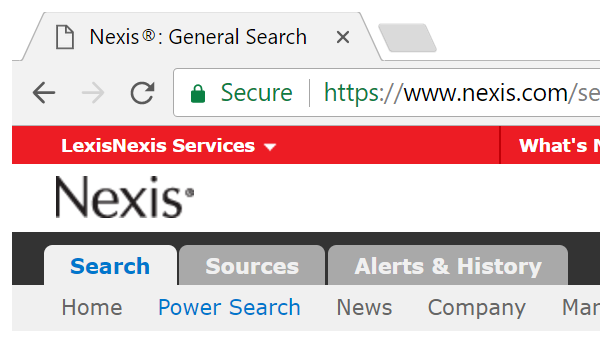 Nexis®: General Search
Secure https://www.nexis.com/se
LexisNexis Services What's
Nexis®
Search Sources Alerts & History
Home Power Search News Company Mar